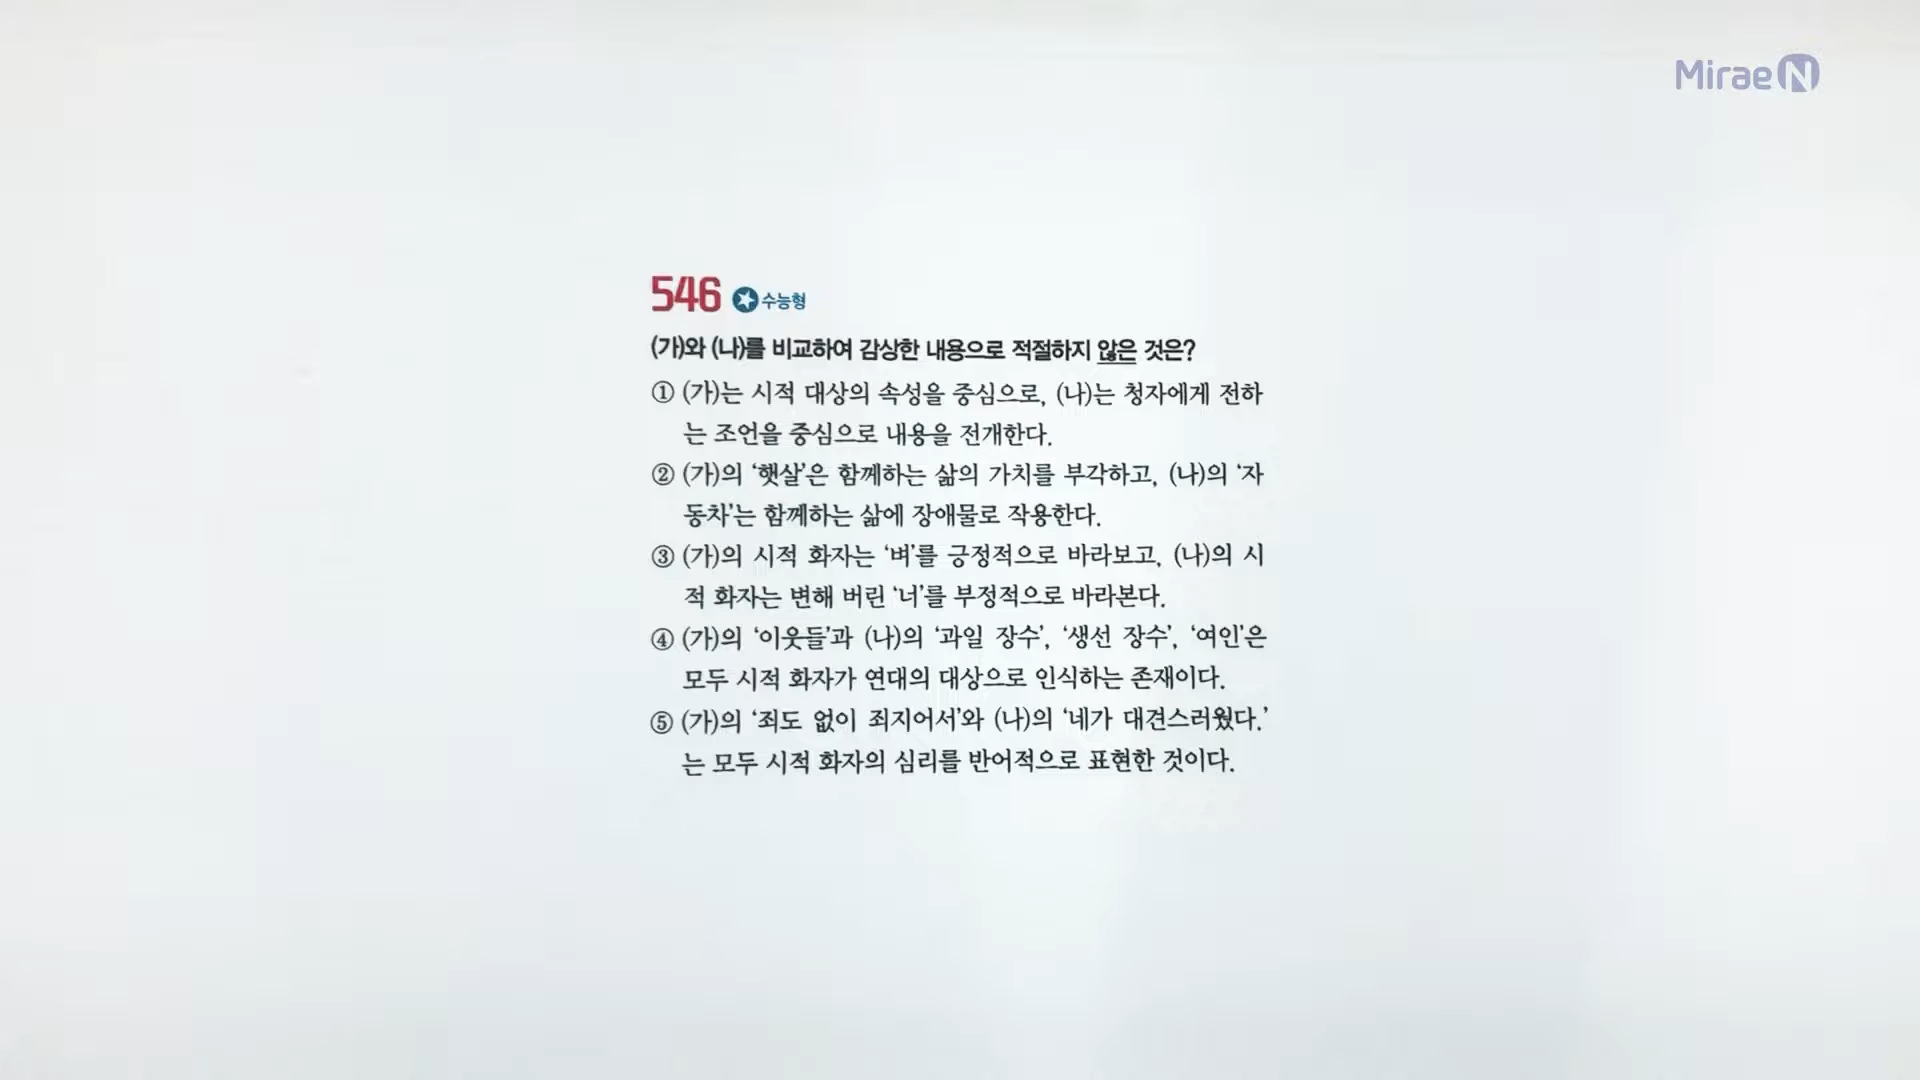 Mirae N
546 수능형
(가)와 (나)를 비교하여 감상한 내용으로 적절하지 않은 것은?
① (가)는 시적 대상의 속성을 중심으로, (나)는 청자에게 전하
는 조언을 중심으로 내용을 전개한다.
② (가)의 ‘햇살’은 함께하는 삶의 가치를 부각하고, (나)의 ‘자
동차’는 함께하는 삶에 장애물로 작용한다.
③ (가)의 시적 화자는 ‘벼’를 긍정적으로 바라보고, (나)의 시
적 화자는 변해 버린 ‘너’를 부정적으로 바라본다.
④ (가)의 ‘이웃들’과 (나)의 ‘과일 장수’, ‘생선 장수’, ‘여인’은
모두 시적 화자가 연대의 대상으로 인식하는 존재이다.
⑤ (가)의 ‘죄도 없이 죄지어서’와 (나)의 ‘네가 대견스러웠다.’
는 모두 시적 화자의 심리를 반어적으로 표현한 것이다.